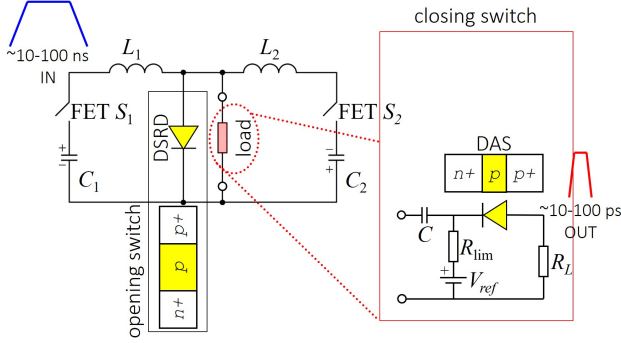 closing switch
~10-100 ns
IN
L1
L2
FET S1
FET S2
DSRD
load
+
−
C1
−
+
C2
opening switch
p+
p
n+
DAS
n+
p
p+
~10-100 ps
OUT
C
Rlim
+
Vref
RL